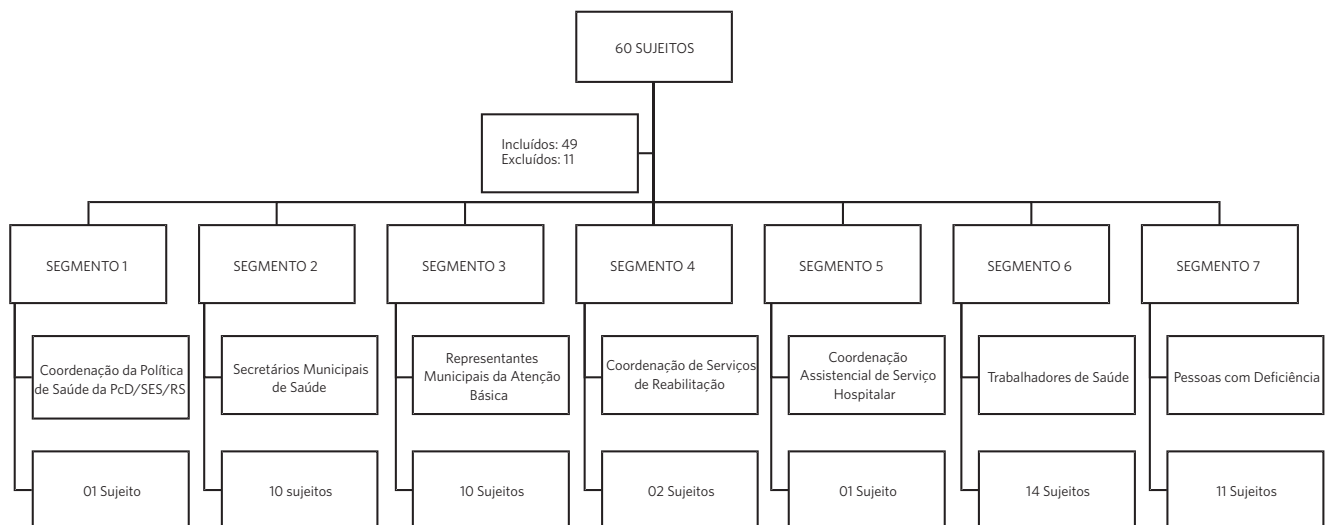 60 SUJEITOS
Incluídos: 49
Excluídos: 11
SEGMENTO 1
SEGMENTO 2
SEGMENTO 3
SEGMENTO 4
SEGMENTO 5
SEGMENTO 6
SEGMENTO 7
Coordenação da Política
de Saúde da PcD/SES/RS
Secretários Municipais
de Saúde
Representantes
Municipais da Atenção
Básica
Coordenação de Serviços
de Reabilitação
Coordenação
Assistencial de Serviço
Hospitalar
Trabalhadores de Saúde
Pessoas com Deficiência
01 Sujeito
10 sujeitos
10 Sujeitos
02 Sujeitos
01 Sujeito
14 Sujeitos
11 Sujeitos